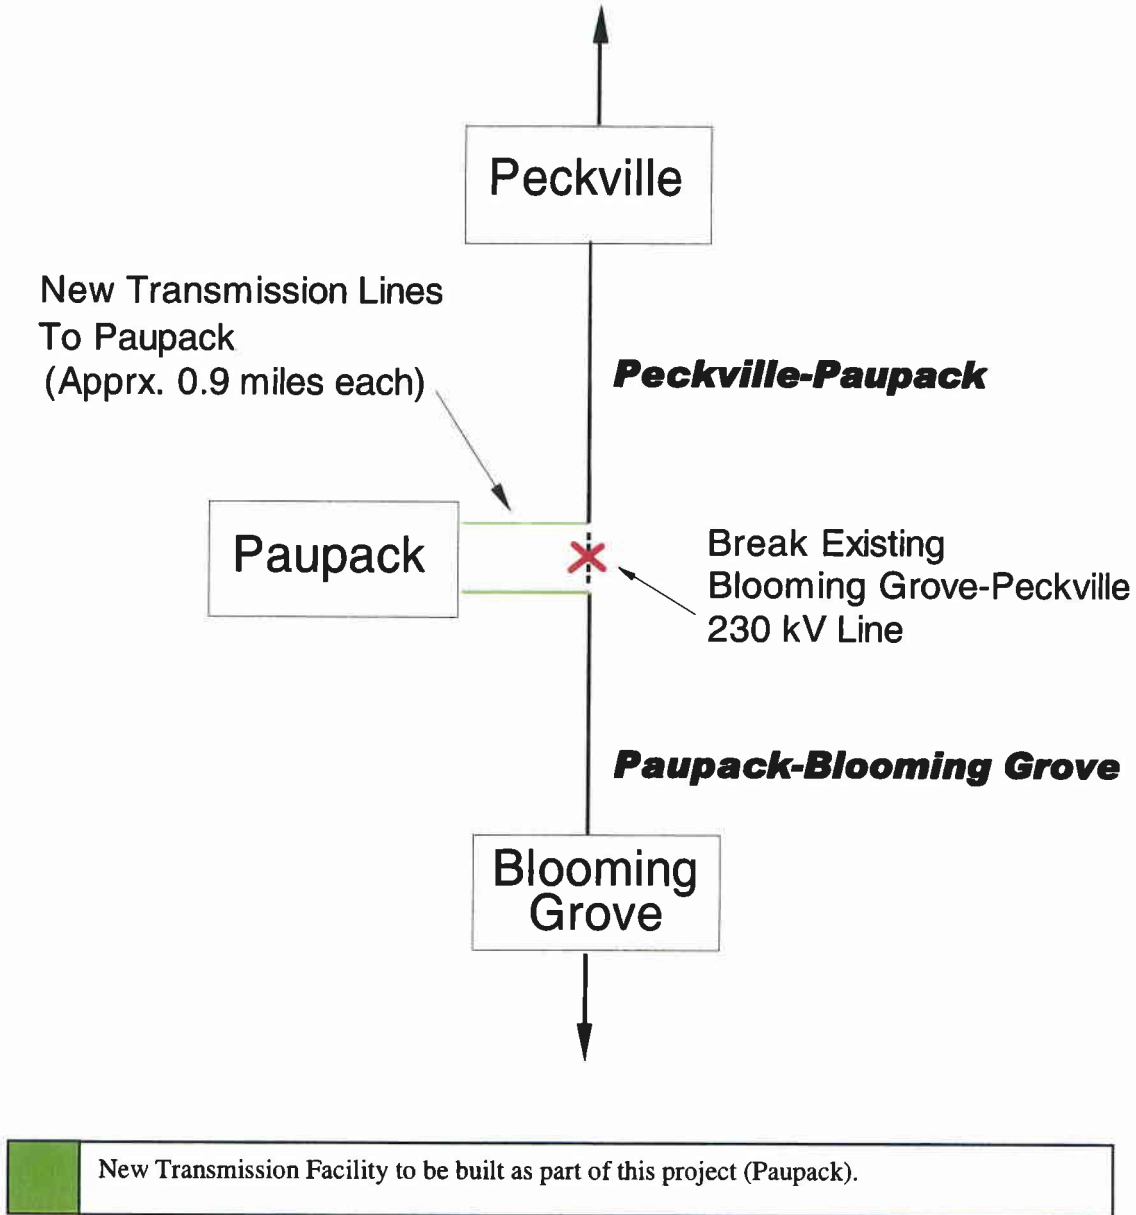 Peckville
New Transmission Lines
To Paupack
(Apprx. 0.9 miles each)
Peckville-Paupack
Paupack
Break Existing
Blooming Grove-Peckville
230 kV Line
Paupack-Blooming Grove
Blooming
Grove
New Transmission Facility to be built as part of this project (Paupack).